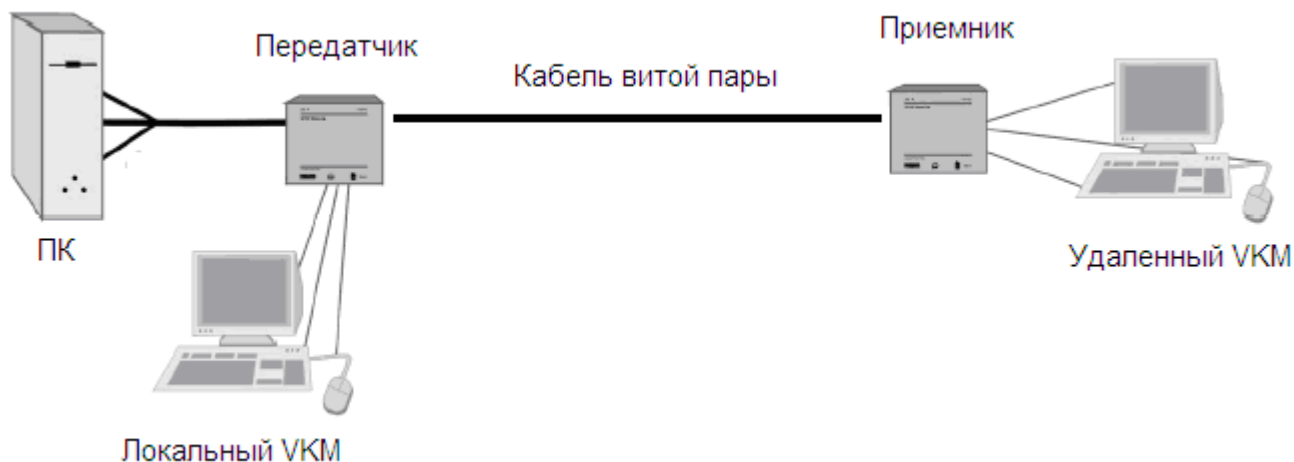 Передатчик
Приемник
Кабель витой пары
ПК
Удаленный VKM
Локальный VKM